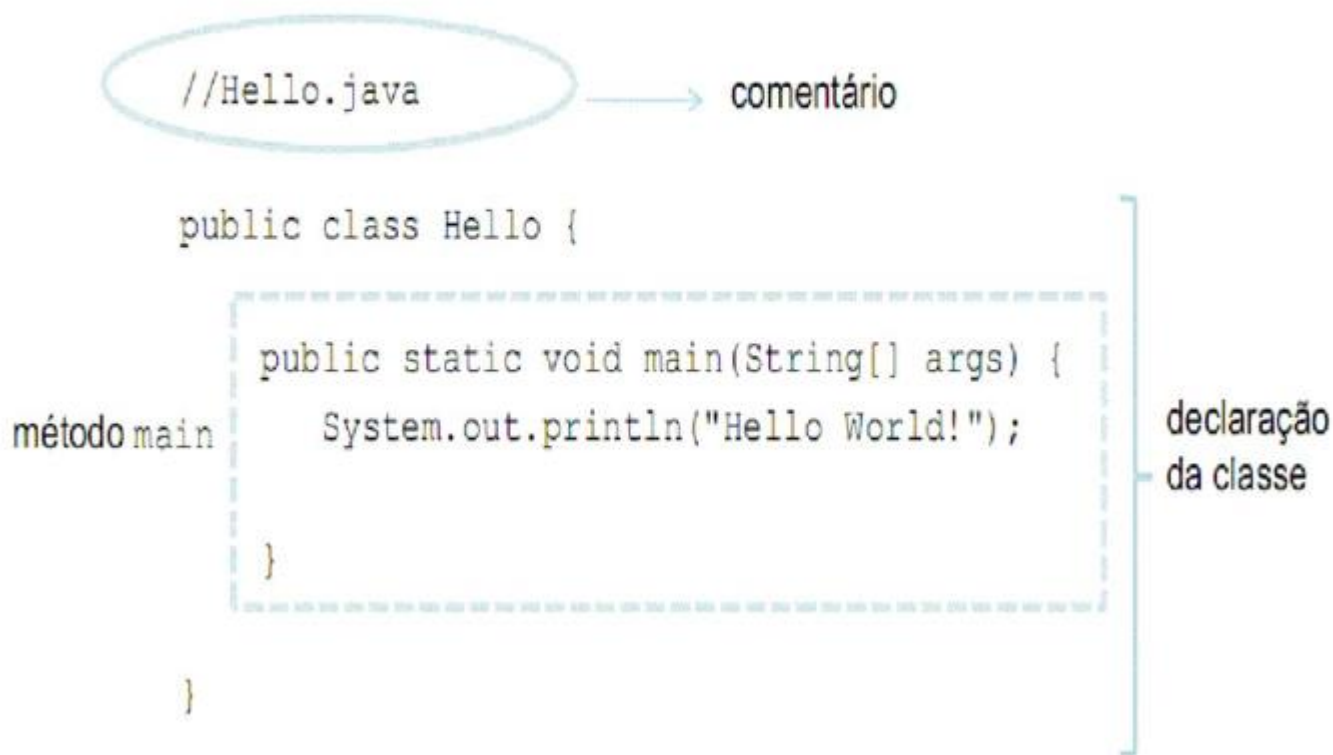 //Hello.java
comentário
public class Hello {
public static void main(String[] args) {
método main
System.out.println("Hello World!");
declaração
da classe
}
}